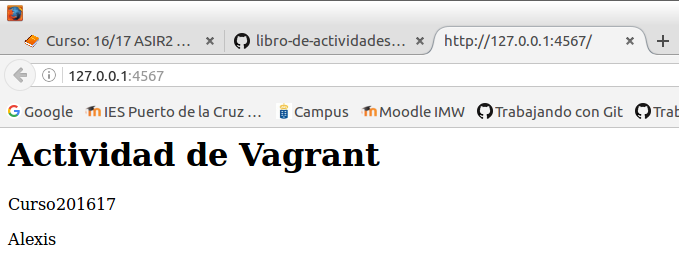 Curso: 16/17 ASIR2 ...
libro-de-actividades...
http://127.0.0.1:4567/
127.0.0.1:4567
Google
IES Puerto de la Cruz ...
Campus
Moodle IMW
Trabajando con Git
Trab
Actividad de Vagrant
Curso201617
Alexis